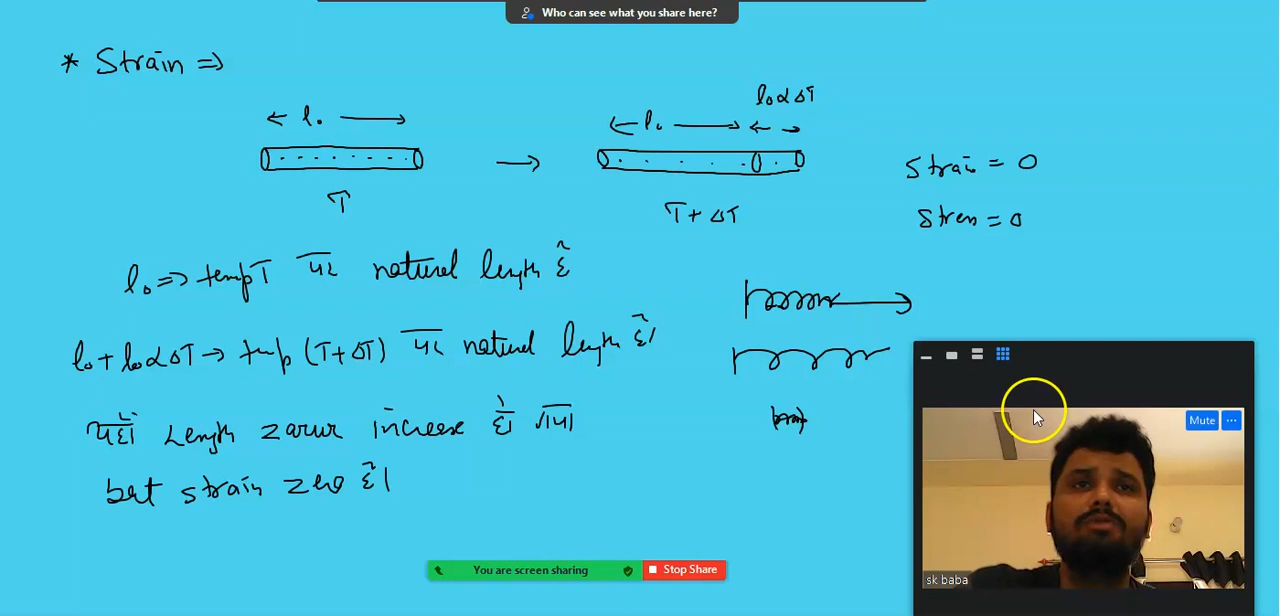 Who can see what you share here?
* Strain ⇒
l₀αΔT
← l₀ → ← l₀ → ← →
→
Strain = 0
T
T + ΔT
Stress = 0
l₀ ⇒ temp T पर natural length है
l₀ + l₀αΔT → temp (T + ΔT) पर natural length है।
यहाँ Length zarur increase हो गया
but strain zero है।
Mute ...
sk baba
You are screen sharing Stop Share